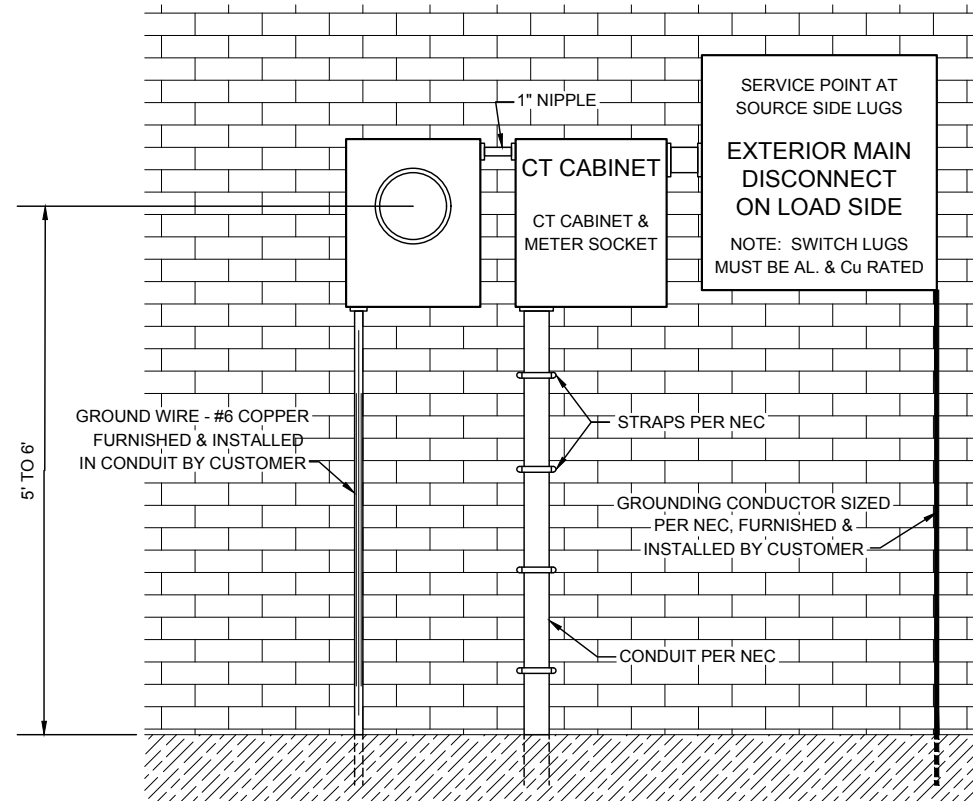 SERVICE POINT AT
SOURCE SIDE LUGS
EXTERIOR MAIN
DISCONNECT
ON LOAD SIDE
NOTE: SWITCH LUGS
MUST BE AL. & Cu RATED
1" NIPPLE
CT CABINET
CT CABINET &
METER SOCKET
5' TO 6'
GROUND WIRE - #6 COPPER
FURNISHED & INSTALLED
IN CONDUIT BY CUSTOMER
STRAPS PER NEC
GROUNDING CONDUCTOR SIZED
PER NEC, FURNISHED &
INSTALLED BY CUSTOMER
CONDUIT PER NEC